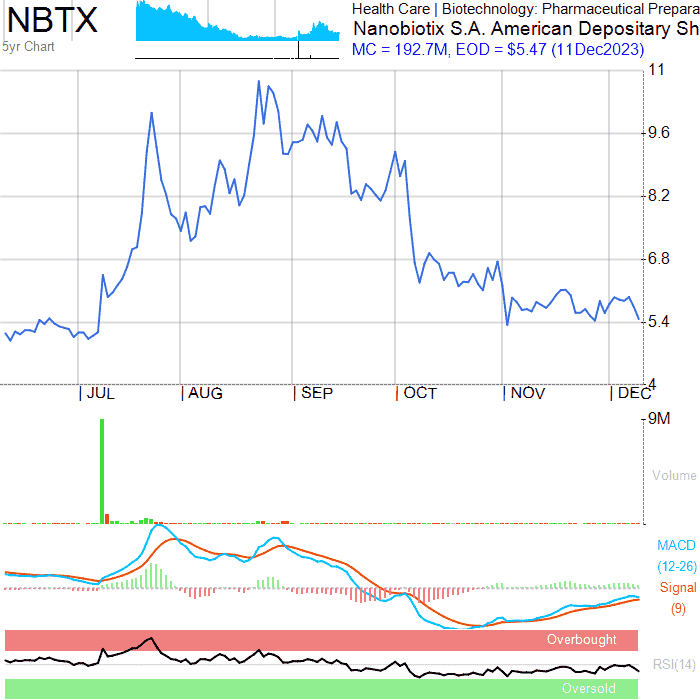 NBTX
5yr Chart
Health Care | Biotechnology: Pharmaceutical Prepara
Nanobiotix S.A. American Depositary Sh
MC = 192.7M, EOD = $5.47 (11Dec2023)
11
9.6
8.2
6.8
5.4
4
| JUL | AUG | SEP | OCT | NOV | DEC
9M
Volume
MACD
(12-26)
Signal
(9)
Overbought
RSI(14)
Oversold